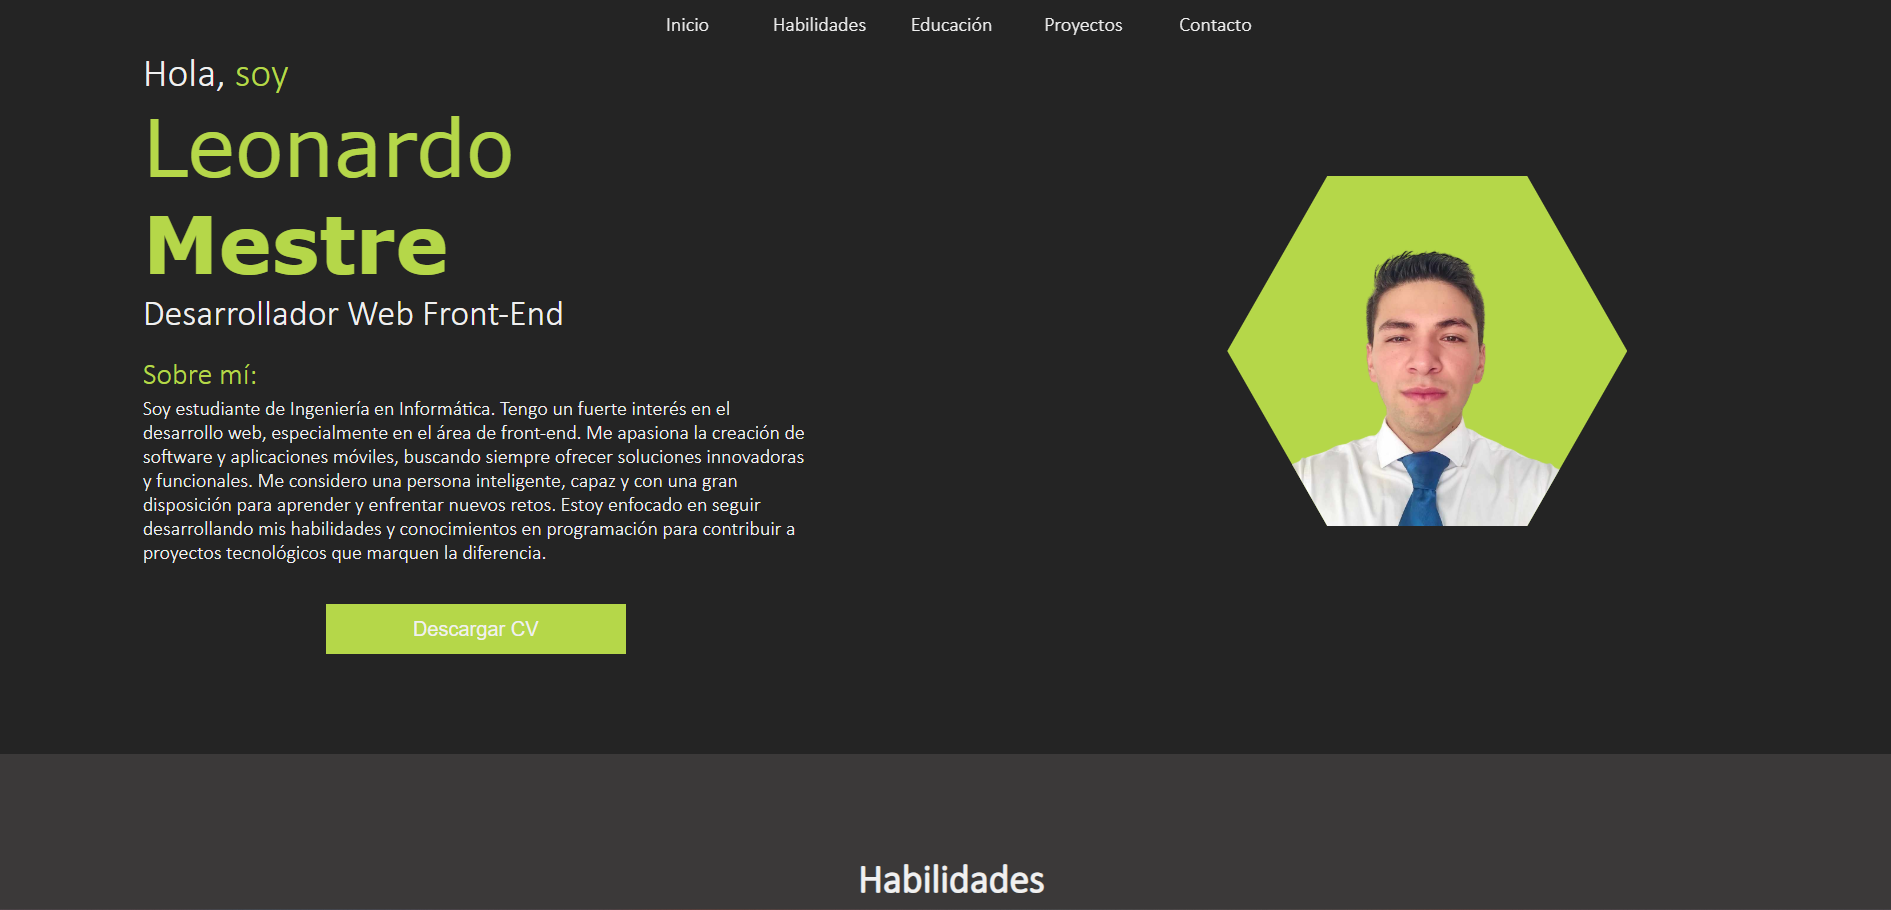 Inicio Habilidades Educación Proyectos Contacto
Hola, soy
Leonardo
Mestre
Desarrollador Web Front-End
Sobre mí:
Soy estudiante de Ingeniería en Informática. Tengo un fuerte interés en el
desarrollo web, especialmente en el área de front-end. Me apasiona la creación de
software y aplicaciones móviles, buscando siempre ofrecer soluciones innovadoras
y funcionales. Me considero una persona inteligente, capaz y con una gran
disposición para aprender y enfrentar nuevos retos. Estoy enfocado en seguir
desarrollando mis habilidades y conocimientos en programación para contribuir a
proyectos tecnológicos que marquen la diferencia.
Descargar CV
Habilidades